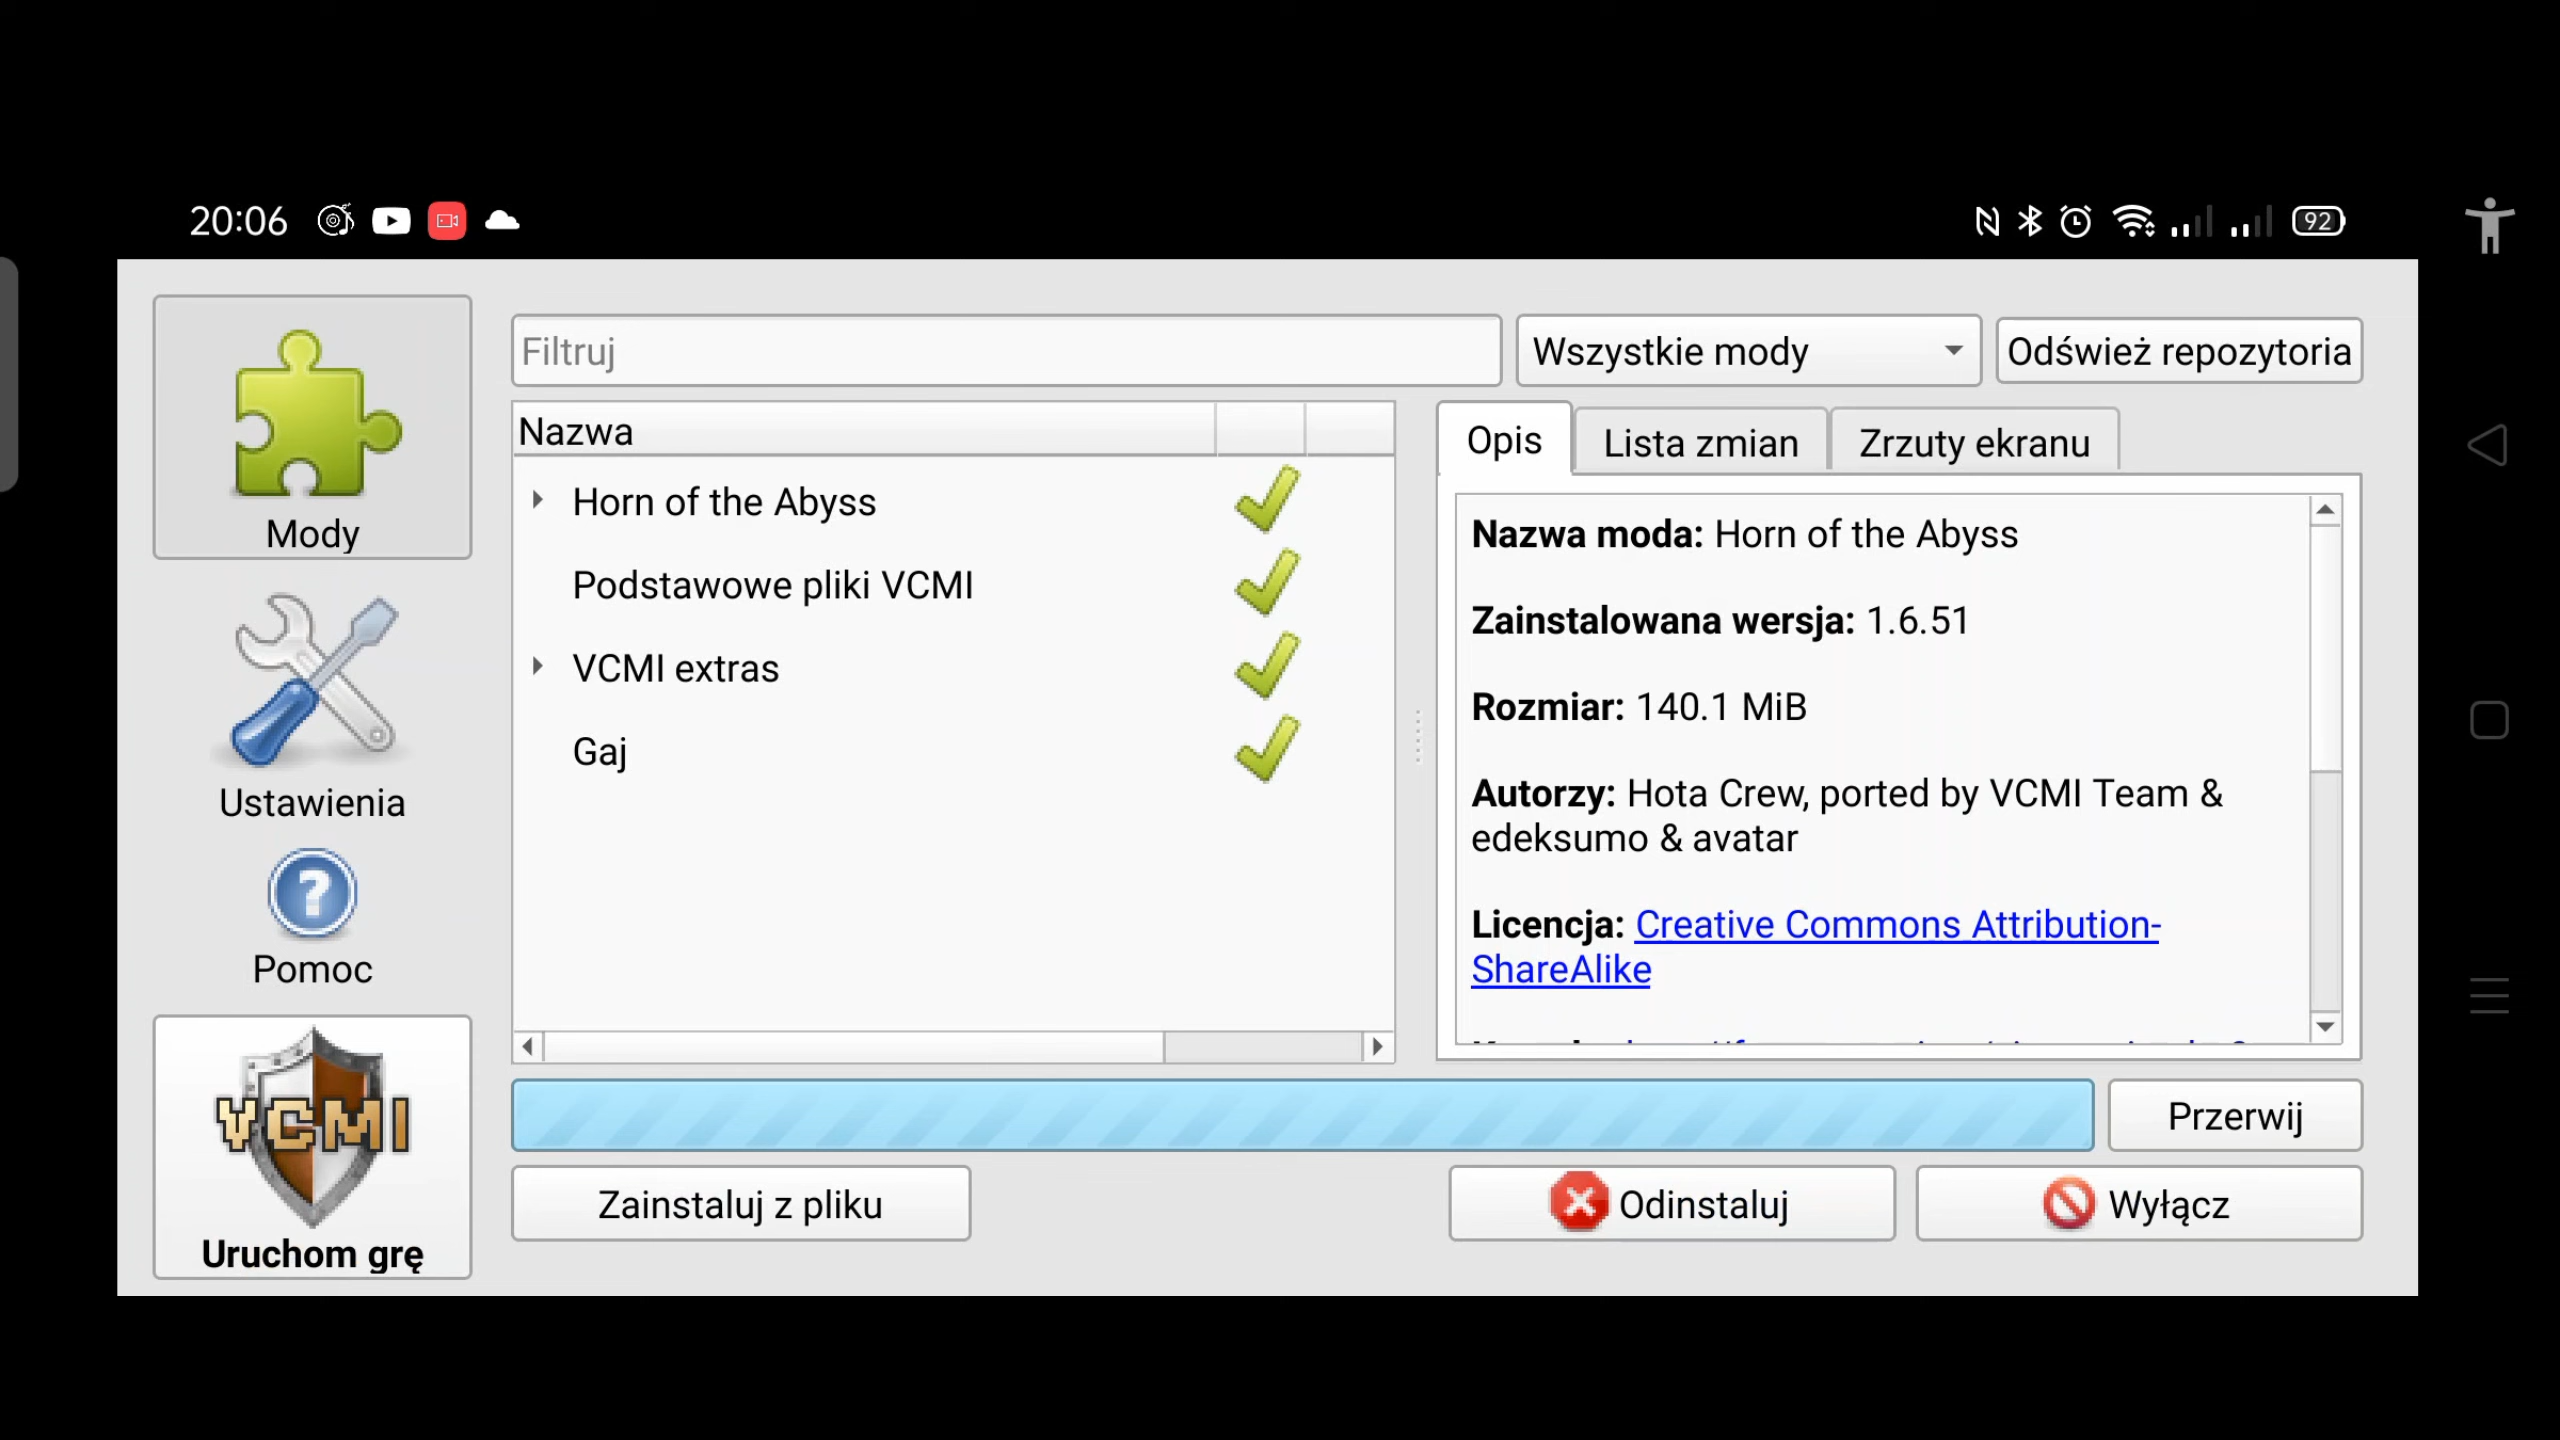 20:06
92
Mody
Ustawienia
Pomoc
VCMI
Uruchom grę
Filtruj
Wszystkie mody
Odśwież repozytoria
Nazwa
Horn of the Abyss
Podstawowe pliki VCMI
VCMI extras
Gaj
Opis
Lista zmian
Zrzuty ekranu
Nazwa moda: Horn of the Abyss
Zainstalowana wersja: 1.6.51
Rozmiar: 140.1 MiB
Autorzy: Hota Crew, ported by VCMI Team &
edeksumo & avatar
Licencja: Creative Commons Attribution-
ShareAlike
Przerwij
Zainstaluj z pliku
Odinstaluj
Wyłącz